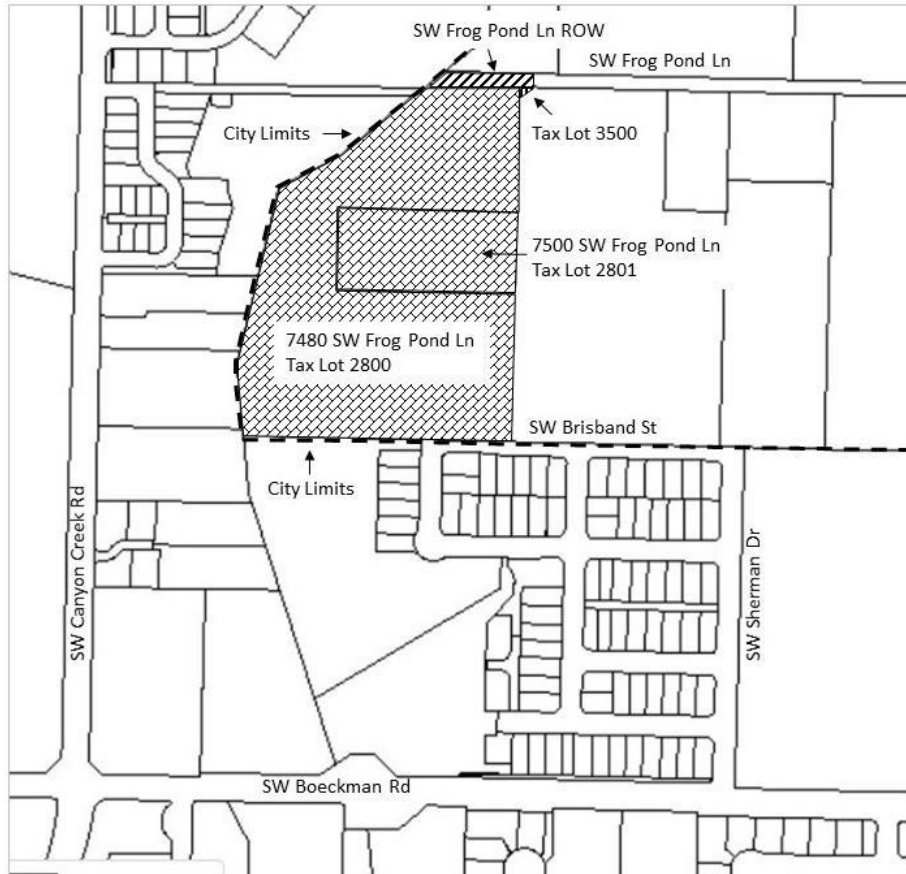 SW Frog Pond Ln ROW
SW Frog Pond Ln
City Limits
Tax Lot 3500
7500 SW Frog Pond Ln
Tax Lot 2801
7480 SW Frog Pond Ln
Tax Lot 2800
SW Brisband St
City Limits
SW Canyon Creek Rd
SW Sherman Dr
SW Boeckman Rd